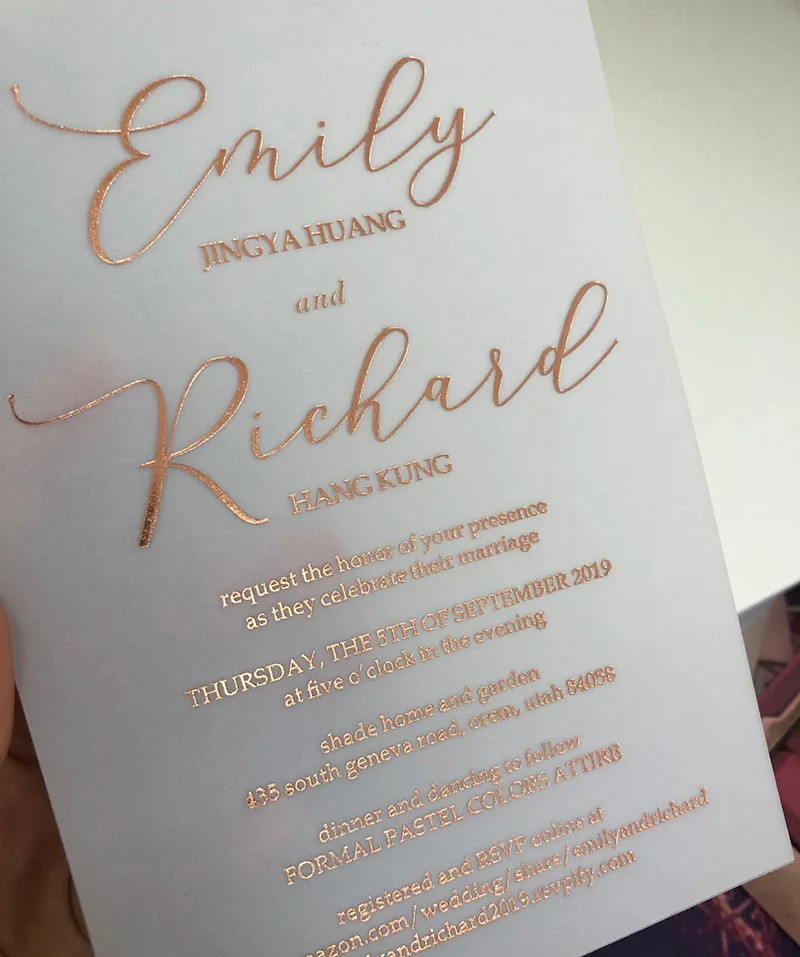 Emily
JINGYA HUANG
and
Richard
HANG KUNG
request the honor of your presence
as they celebrate their marriage
THURSDAY, THE 5TH OF SEPTEMBER 2019
at five o'clock in the evening
shade home and garden
435 south geneva road, orem, utah 84058
dinner and dancing to follow
FORMAL PASTEL COLORS ATTIRE
registered and RSVP online at
azon.com/wedding/share/emilyandrichard
lyandrichard2019.rsvpify.com